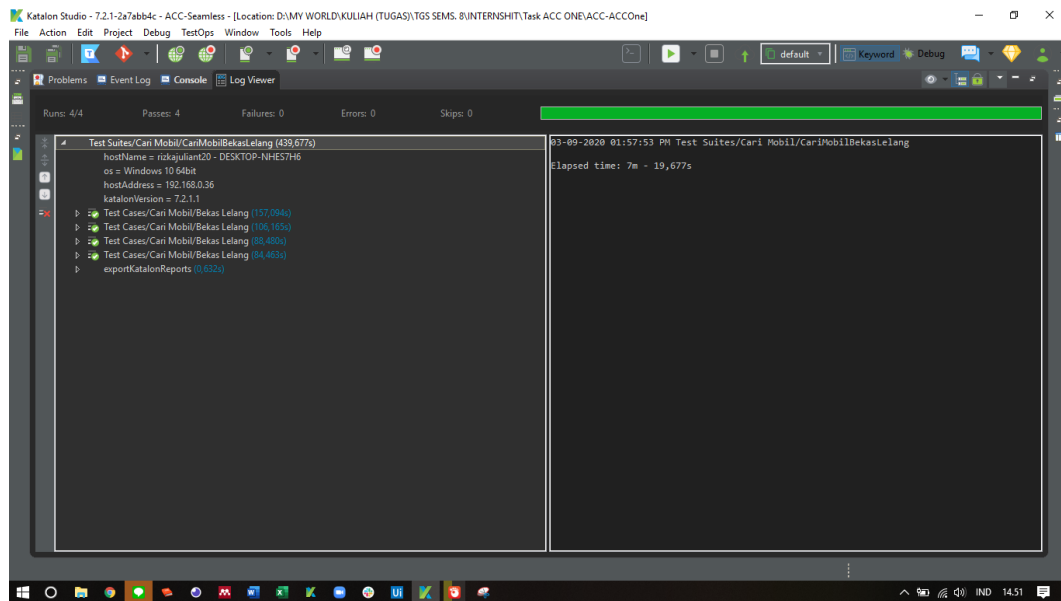 Katalon Studio - 7.2.1-2a7abb4c - ACC-Seamless - [Location: D:\MY WORLD\KULIAH (TUGAS)\TGS SEMS. 8\INTERNSHIT\Task ACC ONE\ACC-ACCOne]
File Action Edit Project Debug TestOps Window Tools Help
default Keyword Debug
Problems Event Log Console Log Viewer
Runs: 4/4 Passes: 4 Failures: 0 Errors: 0 Skips: 0
Test Suites/Cari Mobil/CariMobilBekasLelang (439,677s)
hostName = rizkajuliant20 - DESKTOP-NHES7H6
os = Windows 10 64bit
hostAddress = 192.168.0.36
katalonVersion = 7.2.1.1
Test Cases/Cari Mobil/Bekas Lelang (157,094s)
Test Cases/Cari Mobil/Bekas Lelang (106,165s)
Test Cases/Cari Mobil/Bekas Lelang (88,480s)
Test Cases/Cari Mobil/Bekas Lelang (84,463s)
exportKatalonReports (0,632s)
03-09-2020 01:57:53 PM Test Suites/Cari Mobil/CariMobilBekasLelang
Elapsed time: 7m - 19,677s
IND 14.51